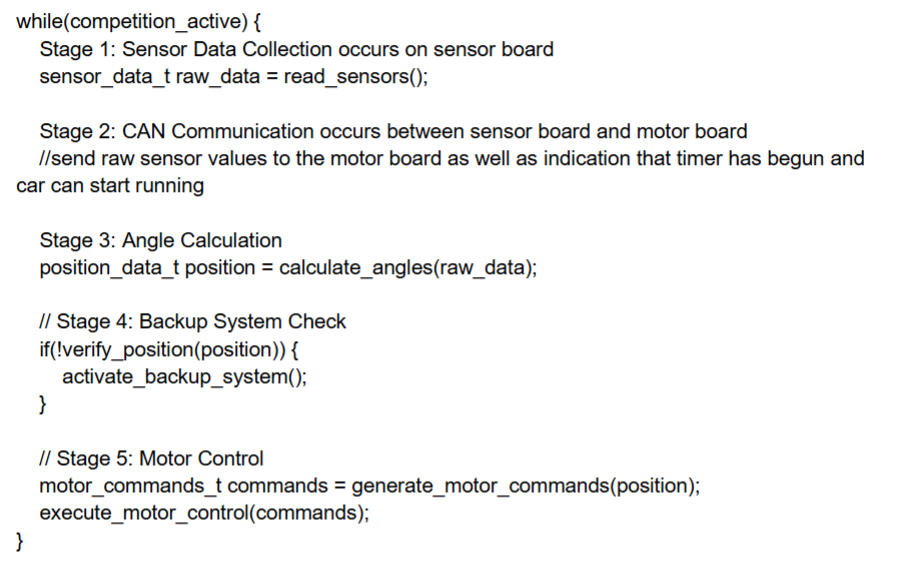 while(competition_active) {
Stage 1: Sensor Data Collection occurs on sensor board
sensor_data_t raw_data = read_sensors();
Stage 2: CAN Communication occurs between sensor board and motor board
//send raw sensor values to the motor board as well as indication that timer has begun and
car can start running
Stage 3: Angle Calculation
position_data_t position = calculate_angles(raw_data);
// Stage 4: Backup System Check
if(!verify_position(position)) {
activate_backup_system();
}
// Stage 5: Motor Control
motor_commands_t commands = generate_motor_commands(position);
execute_motor_control(commands);
}